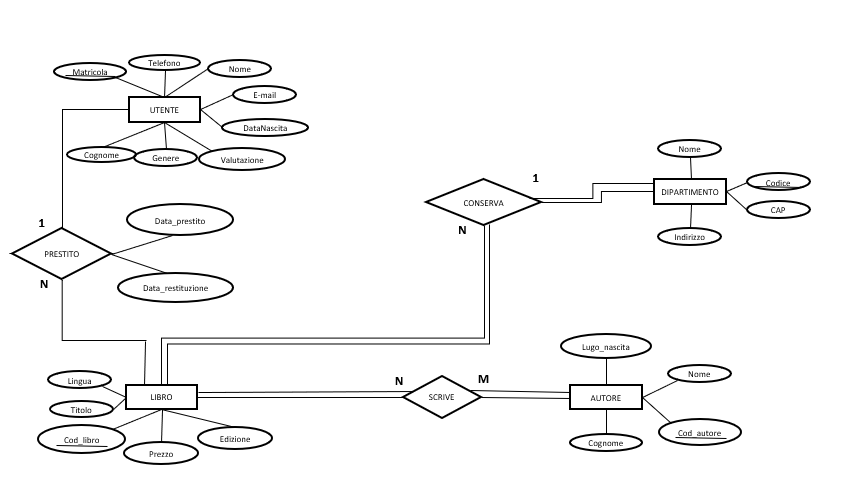 Telefono
Matricola
Nome
E-mail
UTENTE
DataNascita
Cognome
Genere
Valutazione
Nome
1
Codice
DIPARTIMENTO
CONSERVA
CAP
1
Data_prestito
N
Indirizzo
PRESTITO
N
Data_restituzione
Lugo_nascita
Lingua
N
M
Nome
LIBRO
SCRIVE
AUTORE
Titolo
Cod_libro
Edizione
Cod_autore
Cognome
Prezzo